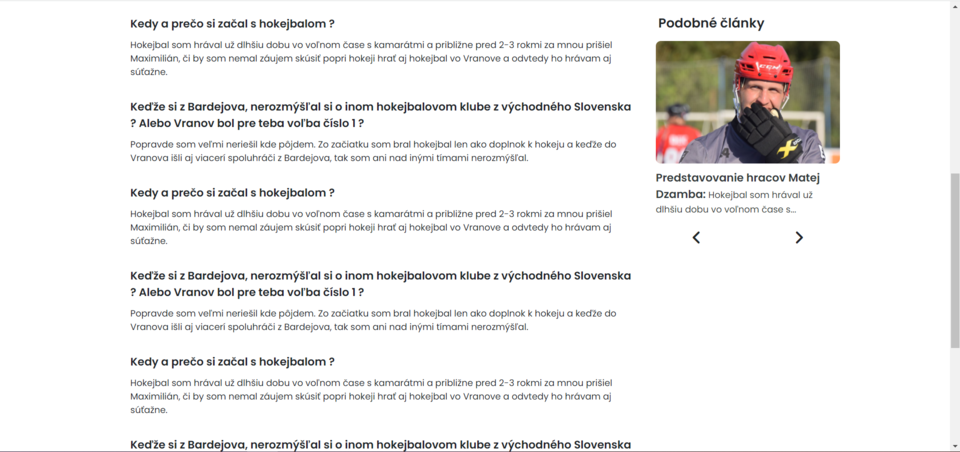 Kedy a prečo si začal s hokejbalom ?
Hokejbal som hrával už dlhšiu dobu vo voľnom čase s kamarátmi a približne pred 2-3 rokmi za mnou prišiel
Maximilián, či by som nemal záujem skúsiť popri hokeji hrať aj hokejbal vo Vranove a odvtedy ho hrávam aj
súťažne.
Keďže si z Bardejova, nerozmýšľal si o inom hokejbalovom klube z východného Slovenska
? Alebo Vranov bol pre teba voľba číslo 1 ?
Popravde som veľmi neriešil kde pôjdem. Zo začiatku som bral hokejbal len ako doplnok k hokeju a keďže do
Vranova išli aj viacerí spoluhráči z Bardejova, tak som ani nad inými tímami nerozmýšľal.
Kedy a prečo si začal s hokejbalom ?
Hokejbal som hrával už dlhšiu dobu vo voľnom čase s kamarátmi a približne pred 2-3 rokmi za mnou prišiel
Maximilián, či by som nemal záujem skúsiť popri hokeji hrať aj hokejbal vo Vranove a odvtedy ho hrávam aj
súťažne.
Keďže si z Bardejova, nerozmýšľal si o inom hokejbalovom klube z východného Slovenska
? Alebo Vranov bol pre teba voľba číslo 1 ?
Popravde som veľmi neriešil kde pôjdem. Zo začiatku som bral hokejbal len ako doplnok k hokeju a keďže do
Vranova išli aj viacerí spoluhráči z Bardejova, tak som ani nad inými tímami nerozmýšľal.
Kedy a prečo si začal s hokejbalom ?
Hokejbal som hrával už dlhšiu dobu vo voľnom čase s kamarátmi a približne pred 2-3 rokmi za mnou prišiel
Maximilián, či by som nemal záujem skúsiť popri hokeji hrať aj hokejbal vo Vranove a odvtedy ho hrávam aj
súťažne.
Keďže si z Bardejova, nerozmýšľal si o inom hokejbalovom klube z východného Slovenska
Podobné články
CCM
Predstavovanie hracov Matej
Dzamba: Hokejbal som hrával už
dlhšiu dobu vo voľnom čase s...